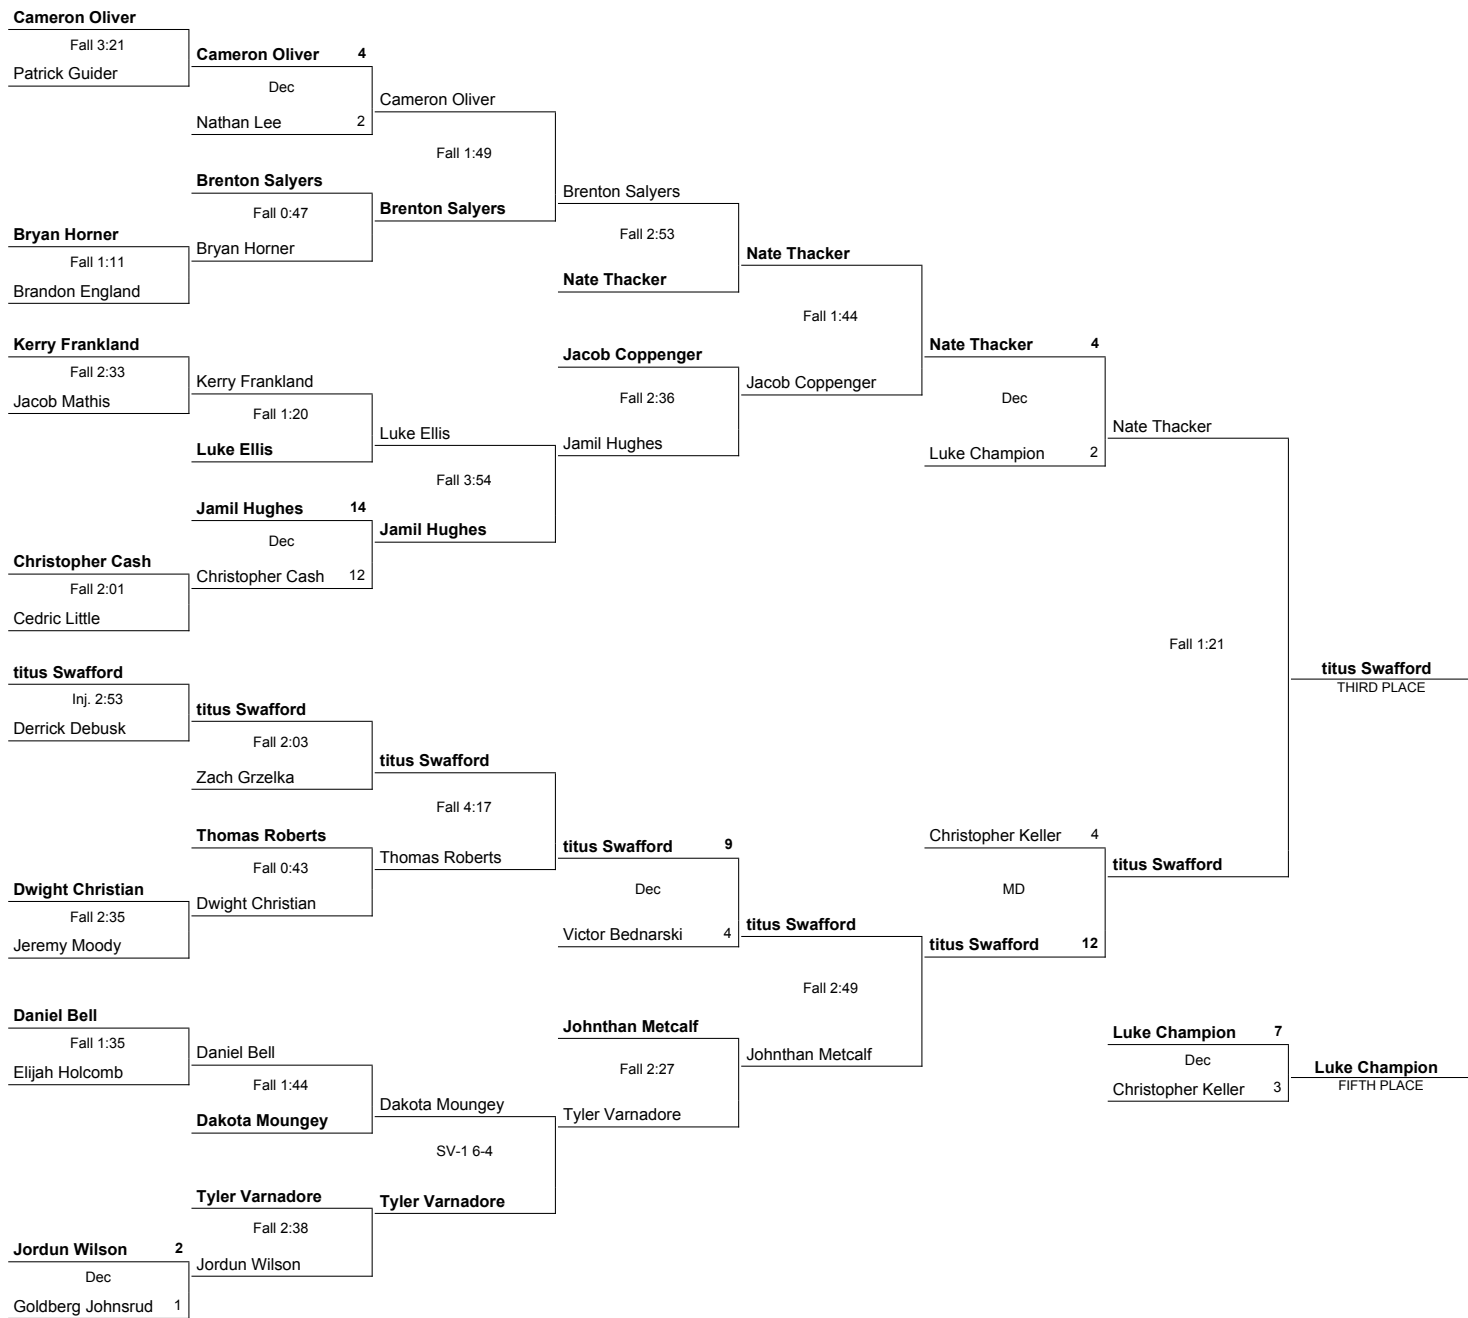 Cameron Oliver
Fall 3:21
Patrick Guider
Bryan Horner
Fall 1:11
Brandon England
Kerry Frankland
Fall 2:33
Jacob Mathis
Christopher Cash
Fall 2:01
Cedric Little
titus Swafford
Inj. 2:53
Derrick Debusk
Dwight Christian
Fall 2:35
Jeremy Moody
Daniel Bell
Fall 1:35
Elijah Holcomb
Jordun Wilson 2
Dec
Goldberg Johnsrud 1
Cameron Oliver 4
Dec
Nathan Lee 2
Brenton Salyers
Fall 0:47
Bryan Horner
Kerry Frankland
Fall 1:20
Luke Ellis
Jamil Hughes 14
Dec
Christopher Cash 12
titus Swafford
Fall 2:03
Zach Grzelka
Thomas Roberts
Fall 0:43
Dwight Christian
Daniel Bell
Fall 1:44
Dakota Moungey
Tyler Varnadore
Fall 2:38
Jordun Wilson
Cameron Oliver
Fall 1:49
Brenton Salyers
Luke Ellis
Fall 3:54
Jamil Hughes
titus Swafford
Fall 4:17
Thomas Roberts
Dakota Moungey
SV-1 6-4
Tyler Varnadore
Brenton Salyers
Fall 2:53
Nate Thacker
Jacob Coppenger
Fall 2:36
Jamil Hughes
titus Swafford 9
Dec
Victor Bednarski 4
Johnthan Metcalf
Fall 2:27
Tyler Varnadore
Nate Thacker
Fall 1:44
Jacob Coppenger
titus Swafford
Fall 2:49
Johnthan Metcalf
Nate Thacker 4
Dec
Luke Champion 2
Christopher Keller 4
MD
titus Swafford 12
Nate Thacker
Fall 1:21
titus Swafford
titus Swafford
THIRD PLACE
Luke Champion 7
Dec
Christopher Keller 3
Luke Champion
FIFTH PLACE